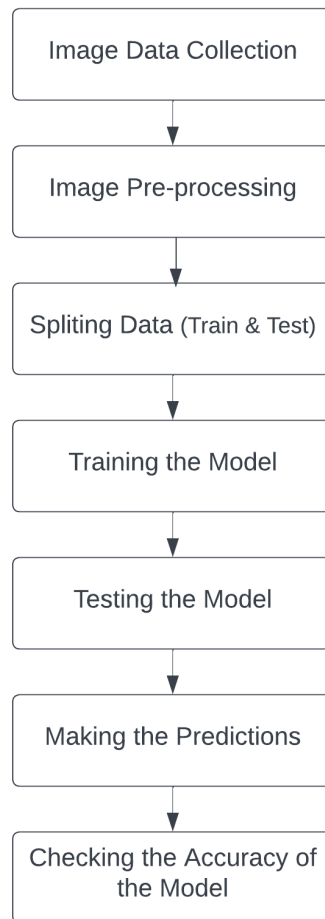 Image Data Collection
Image Pre-processing
Spliting Data (Train & Test)
Training the Model
Testing the Model
Making the Predictions
Checking the Accuracy of
the Model